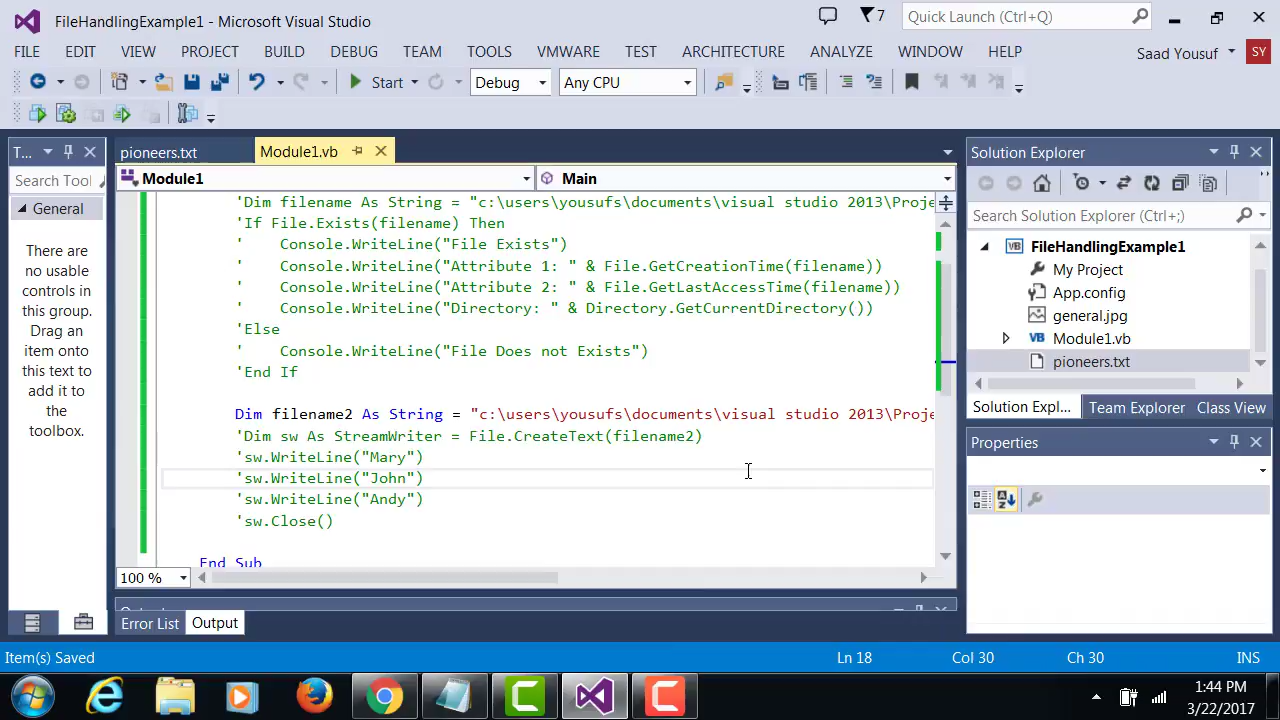 FileHandlingExample1 - Microsoft Visual Studio
7
Quick Launch (Ctrl+Q)
FILE EDIT VIEW PROJECT BUILD DEBUG TEAM TOOLS VMWARE TEST ARCHITECTURE ANALYZE WINDOW HELP
Saad Yousuf
SY
Start
Debug
Any CPU
T...
Search Tool
General
There are
no usable
controls in
this group.
Drag an
item onto
this text to
add it to
the
toolbox.
pioneers.txt
Module1.vb
Module1
Main
'Dim filename As String = "c:\users\yousufs\documents\visual studio 2013\Proje
'If File.Exists(filename) Then
'    Console.WriteLine("File Exists")
'    Console.WriteLine("Attribute 1: " & File.GetCreationTime(filename))
'    Console.WriteLine("Attribute 2: " & File.GetLastAccessTime(filename))
'    Console.WriteLine("Directory: " & Directory.GetCurrentDirectory())
'Else
'    Console.WriteLine("File Does not Exists")
'End If
Dim filename2 As String = "c:\users\yousufs\documents\visual studio 2013\Proje
'Dim sw As StreamWriter = File.CreateText(filename2)
'sw.WriteLine("Mary")
'sw.WriteLine("John")
'sw.WriteLine("Andy")
'sw.Close()
End Sub
100 %
Error List
Output
Solution Explorer
Search Solution Explorer (Ctrl+;)
VB FileHandlingExample1
My Project
App.config
general.jpg
VB Module1.vb
pioneers.txt
Solution Expl...
Team Explorer
Class View
Properties
Item(s) Saved
Ln 18
Col 30
Ch 30
INS
1:44 PM
3/22/2017